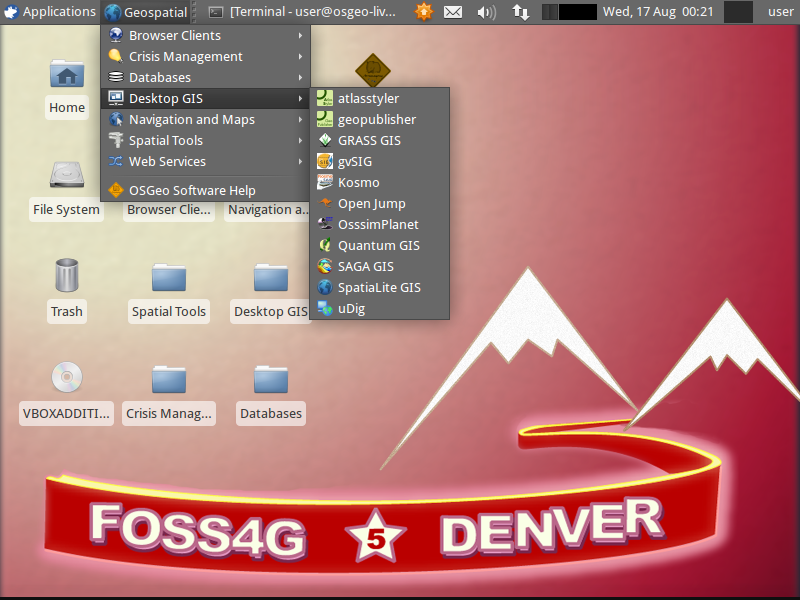 Applications
Geospatial
[Terminal - user@osgeo-liv...
Wed, 17 Aug 00:21
user
Browser Clients
Crisis Management
Databases
Desktop GIS
Navigation and Maps
Spatial Tools
Web Services
OSGeo Software Help
atlasstyler
geopublisher
GRASS GIS
gvSIG
Kosmo
Open Jump
OsssimPlanet
Quantum GIS
SAGA GIS
SpatiaLite GIS
uDig
Home
File System
Browser Clie...
Navigation a...
Trash
Spatial Tools
Desktop GIS
VBOXADDITI...
Crisis Manag...
Databases
FOSS4G 5 DENVER